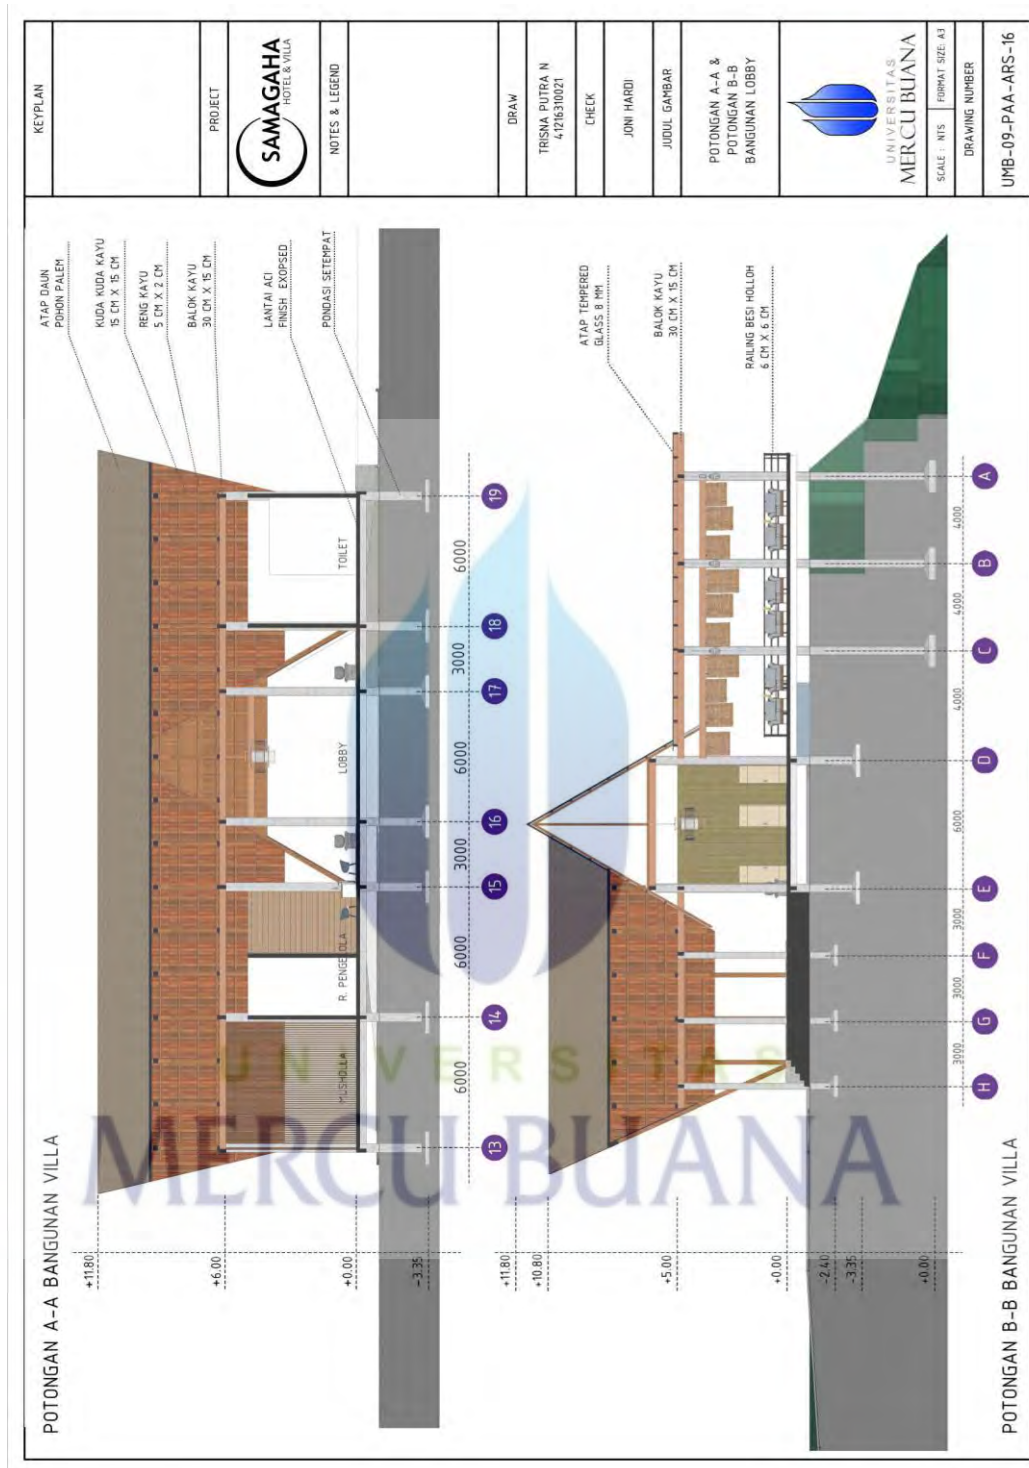 POTONGAN A-A BANGUNAN VILLA
+11.80
+6.00
+0.00
-3.35
ATAP DAUN
POHON PALEM
KUDA KUDA KAYU
15 CM X 15 CM
RENG KAYU
5 CM X 2 CM
BALOK KAYU
30 CM X 15 CM
LANTAI ACI
FINISH EXOPSED
PONDASI SETEMPAT
MUSHOLLA
R. PENGELOLA
LOBBY
TOILET
6000
6000
3000
6000
3000
6000
13
14
15
16
17
18
19
POTONGAN B-B BANGUNAN VILLA
+11.80
+10.80
+5.00
+0.00
-2.40
-3.35
+0.00
ATAP TEMPERED
GLASS 8 MM
BALOK KAYU
30 CM X 15 CM
RAILING BESI HOLLOH
6 CM X 6 CM
3000
3000
3000
6000
4000
4000
4000
H
G
F
E
D
C
B
A
KEYPLAN
PROJECT
SAMAGAHA
HOTEL & VILLA
NOTES & LEGEND
DRAW
TRISNA PUTRA N
41216310021
CHECK
JONI HARDI
JUDUL GAMBAR
POTONGAN A-A &
POTONGAN B-B
BANGUNAN LOBBY
UNIVERSITAS
MERCU BUANA
SCALE : NTS
FORMAT SIZE: A3
DRAWING NUMBER
UMB-09-PAA-ARS-16
UNIVERSITAS
MERCU BUANA